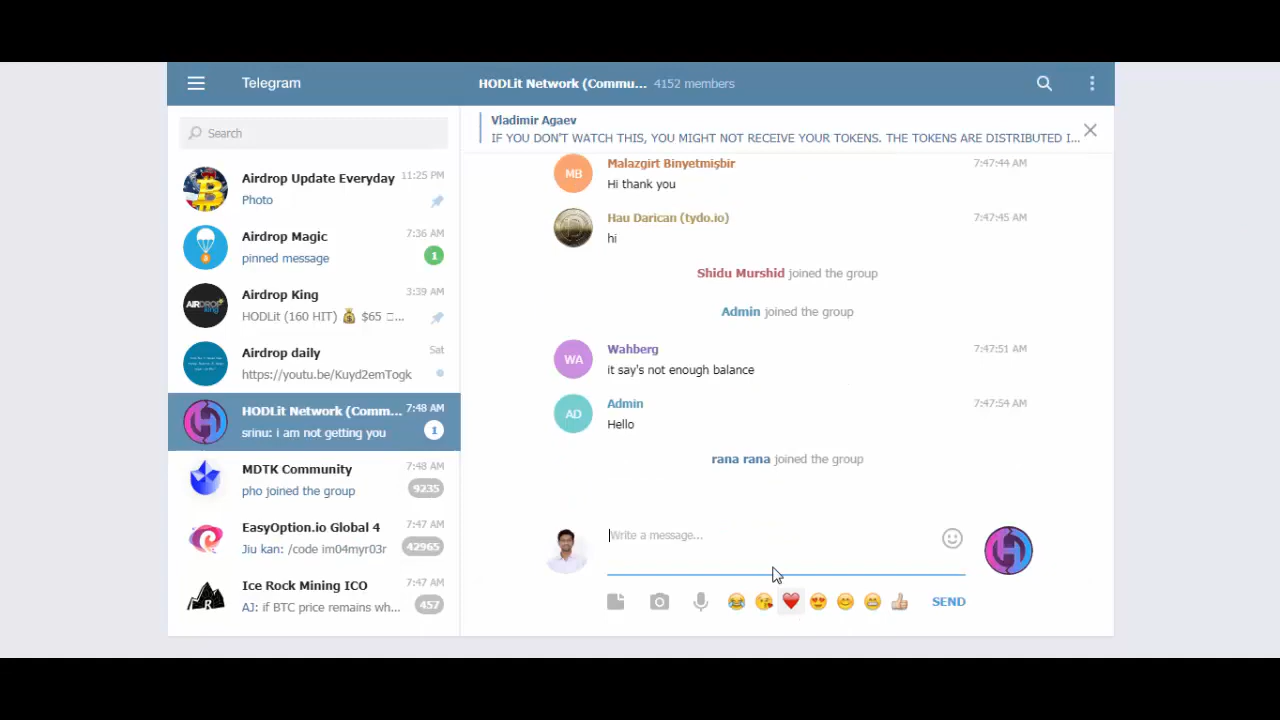 Telegram
HODLit Network (Commu... 4152 members
Search
Airdrop Update Everyday 11:25 PM
Photo
Airdrop Magic 7:36 AM
pinned message 1
AIRDROP king
Airdrop King 3:39 AM
HODLit (160 HIT) 💰 $65 ...
Airdrop daily Sat
https://youtu.be/Kuyd2emTogk
HODLit Network (Comm... 7:48 AM
srinu: i am not getting you 1
MDTK Community 7:48 AM
pho joined the group 9235
EasyOption.io Global 4 7:47 AM
Jiu kan: /code im04myr03r 42965
R
Ice Rock Mining ICO 7:47 AM
AJ: if BTC price remains wh... 457
Vladimir Agaev
IF YOU DON'T WATCH THIS, YOU MIGHT NOT RECEIVE YOUR TOKENS. THE TOKENS ARE DISTRIBUTED I...
MB Malazgirt Binyetmişbir 7:47:44 AM
Hi thank you
Hau Darican (tydo.io) 7:47:45 AM
hi
Shidu Murshid joined the group
Admin joined the group
WA Wahberg 7:47:51 AM
it say's not enough balance
AD Admin 7:47:54 AM
Hello
rana rana joined the group
Write a message...
SEND